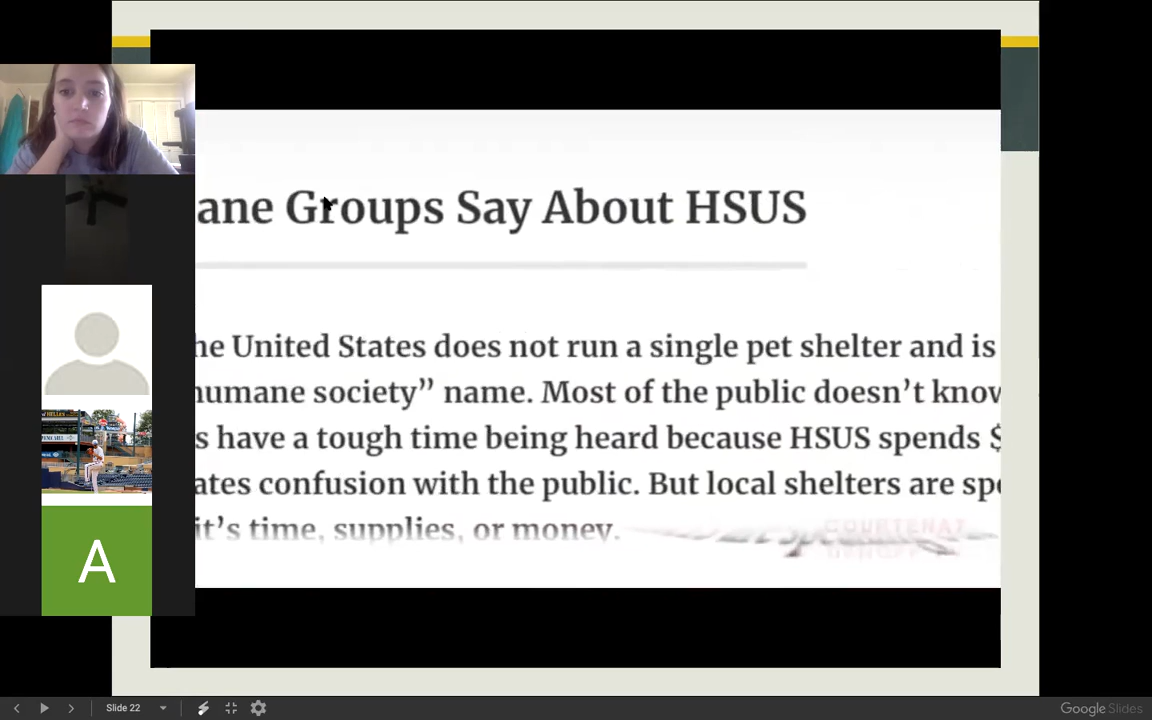 ane Groups Say About HSUS
he United States does not run a single pet shelter and is
humane society” name. Most of the public doesn’t know
s have a tough time being heard because HSUS spends $
ates confusion with the public. But local shelters are spe
it’s time, supplies, or money.
A
Slide 22
Google Slides